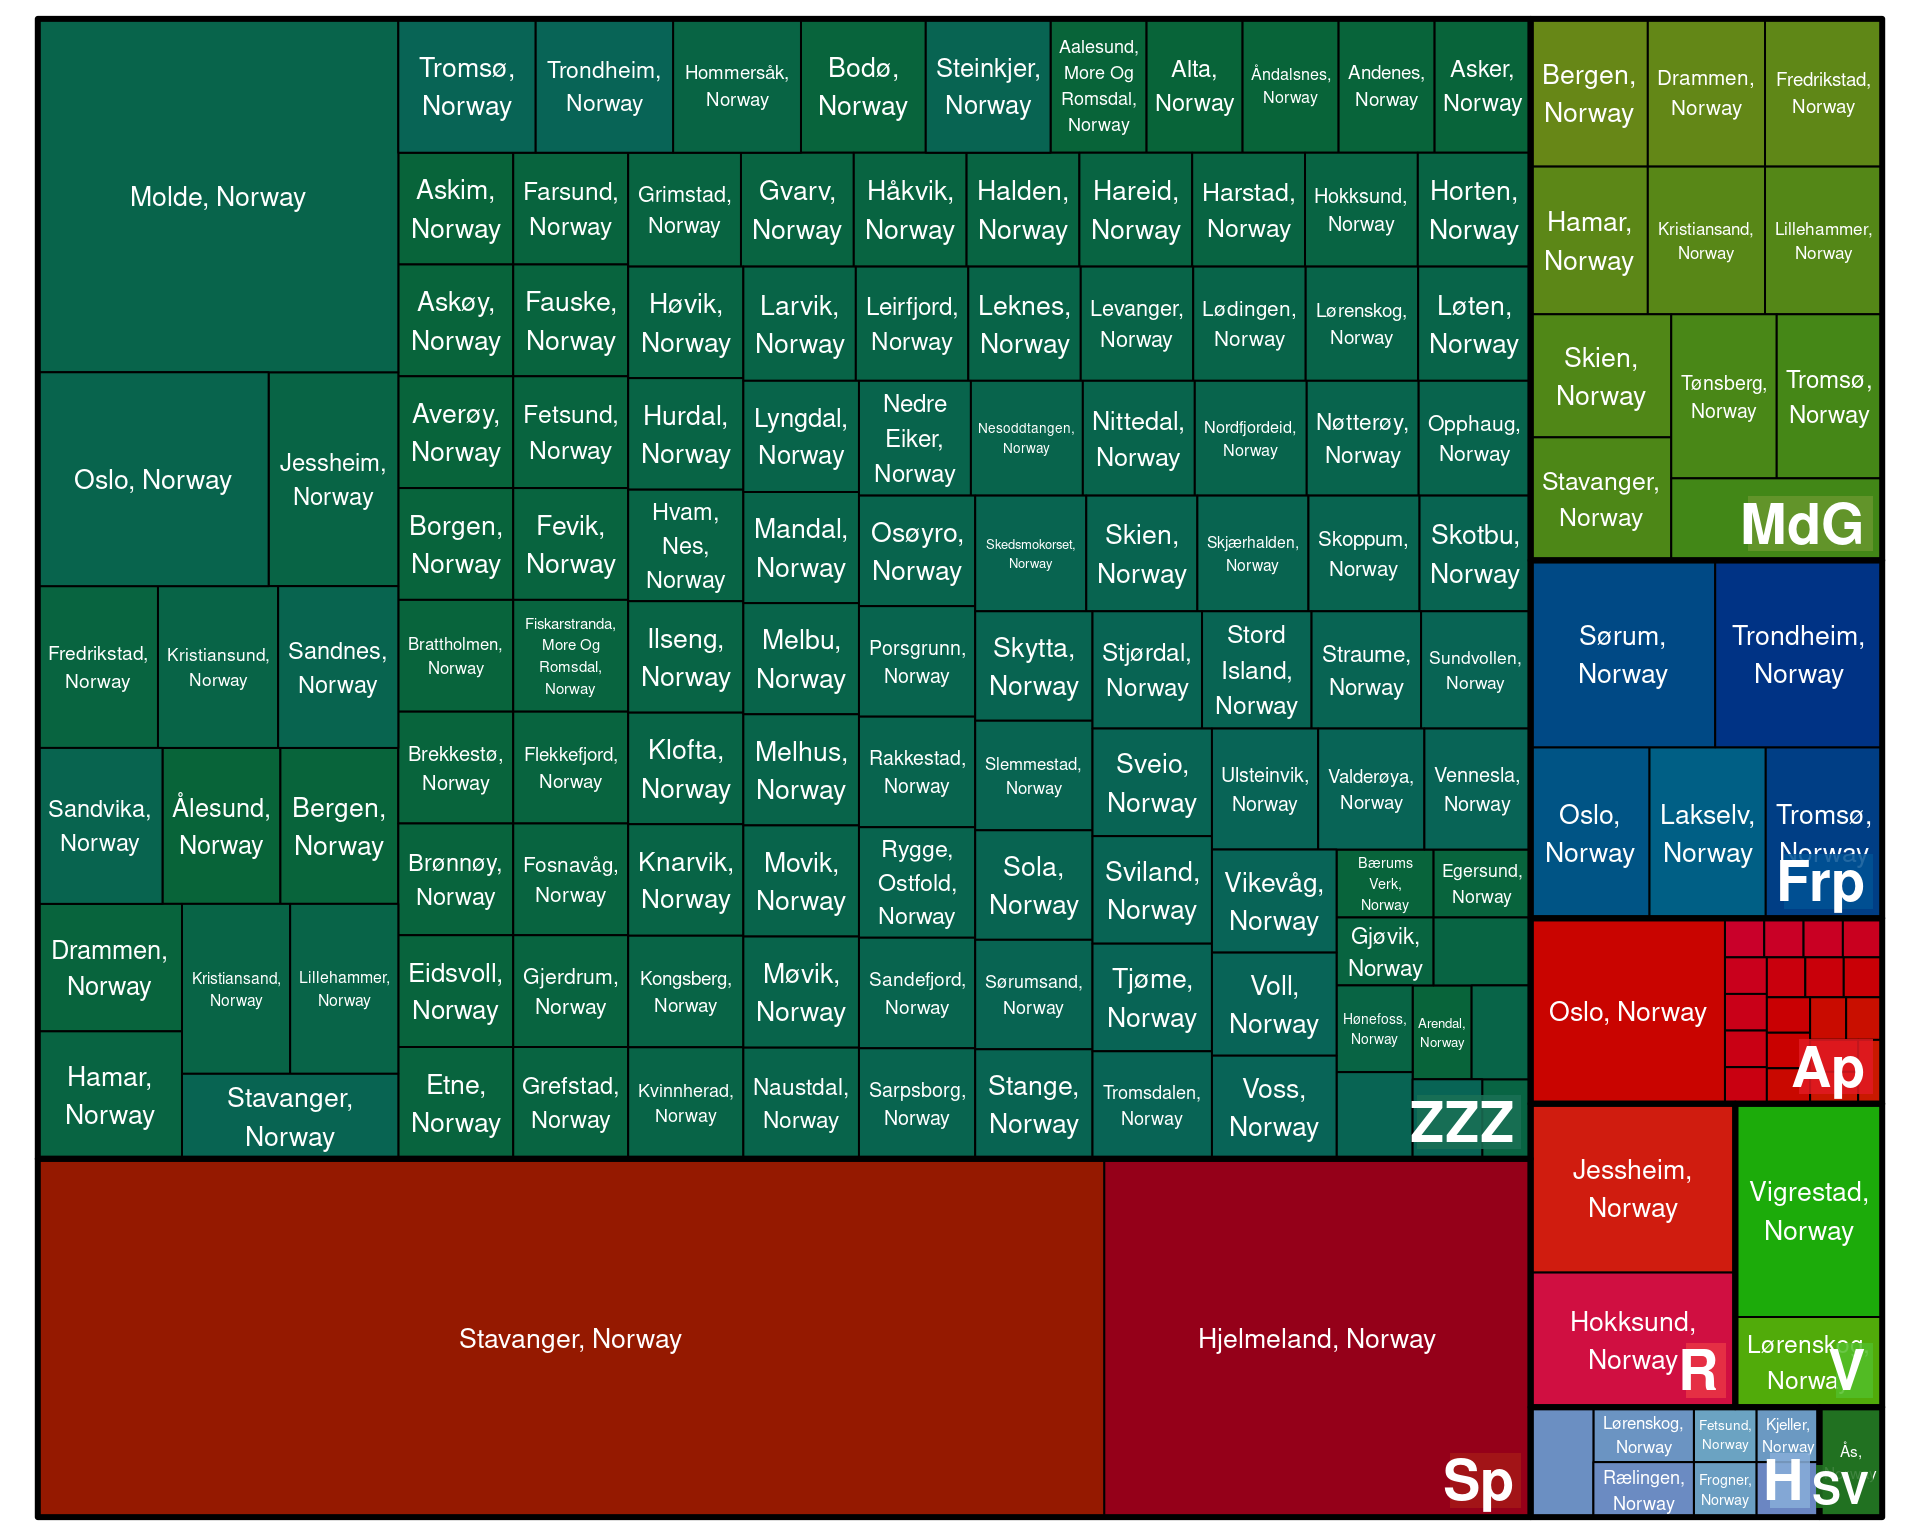 Molde, Norway
Tromsø,
Norway
Trondheim,
Norway
Hommersåk,
Norway
Bodø,
Norway
Steinkjer,
Norway
Aalesund,
More Og
Romsdal,
Norway
Alta,
Norway
Åndalsnes,
Norway
Andenes,
Norway
Asker,
Norway
Askim,
Norway
Farsund,
Norway
Grimstad,
Norway
Gvarv,
Norway
Håkvik,
Norway
Halden,
Norway
Hareid,
Norway
Harstad,
Norway
Hokksund,
Norway
Horten,
Norway
Askøy,
Norway
Fauske,
Norway
Høvik,
Norway
Larvik,
Norway
Leirfjord,
Norway
Leknes,
Norway
Levanger,
Norway
Lødingen,
Norway
Lørenskog,
Norway
Løten,
Norway
Oslo, Norway
Jessheim,
Norway
Averøy,
Norway
Fetsund,
Norway
Hurdal,
Norway
Lyngdal,
Norway
Nedre
Eiker,
Norway
Nesoddtangen,
Norway
Nittedal,
Norway
Nordfjordeid,
Norway
Nøtterøy,
Norway
Opphaug,
Norway
Borgen,
Norway
Fevik,
Norway
Hvam,
Nes,
Norway
Mandal,
Norway
Osøyro,
Norway
Skedsmokorset,
Norway
Skien,
Norway
Skjærhalden,
Norway
Skoppum,
Norway
Skotbu,
Norway
Fredrikstad,
Norway
Kristiansund,
Norway
Sandnes,
Norway
Brattholmen,
Norway
Fiskarstranda,
More Og
Romsdal,
Norway
Ilseng,
Norway
Melbu,
Norway
Porsgrunn,
Norway
Skytta,
Norway
Stjørdal,
Norway
Stord
Island,
Norway
Straume,
Norway
Sundvollen,
Norway
Sandvika,
Norway
Ålesund,
Norway
Bergen,
Norway
Brekkestø,
Norway
Flekkefjord,
Norway
Klofta,
Norway
Melhus,
Norway
Rakkestad,
Norway
Slemmestad,
Norway
Sveio,
Norway
Ulsteinvik,
Norway
Valderøya,
Norway
Vennesla,
Norway
Brønnøy,
Norway
Fosnavåg,
Norway
Knarvik,
Norway
Movik,
Norway
Rygge,
Ostfold,
Norway
Sola,
Norway
Sviland,
Norway
Vikevåg,
Norway
Bærums
Verk,
Norway
Egersund,
Norway
Gjøvik,
Norway
Drammen,
Norway
Kristiansand,
Norway
Lillehammer,
Norway
Eidsvoll,
Norway
Gjerdrum,
Norway
Kongsberg,
Norway
Møvik,
Norway
Sandefjord,
Norway
Sørumsand,
Norway
Tjøme,
Norway
Voll,
Norway
Hønefoss,
Norway
Arendal,
Norway
Hamar,
Norway
Stavanger,
Norway
Etne,
Norway
Grefstad,
Norway
Kvinnherad,
Norway
Naustdal,
Norway
Sarpsborg,
Norway
Stange,
Norway
Tromsdalen,
Norway
Voss,
Norway
ZZZ
Stavanger, Norway
Hjelmeland, Norway
Sp
Bergen,
Norway
Drammen,
Norway
Fredrikstad,
Norway
Hamar,
Norway
Kristiansand,
Norway
Lillehammer,
Norway
Skien,
Norway
Tønsberg,
Norway
Tromsø,
Norway
Stavanger,
Norway
MdG
Sørum,
Norway
Trondheim,
Norway
Oslo,
Norway
Lakselv,
Norway
Tromsø,
Norway
Frp
Oslo, Norway
Ap
Jessheim,
Norway
Hokksund,
Norway
R
Vigrestad,
Norway
Lørenskog,
Norway
V
Lørenskog,
Norway
Fetsund,
Norway
Kjeller,
Norway
Rælingen,
Norway
Frogner,
Norway
H
Ås,
SV